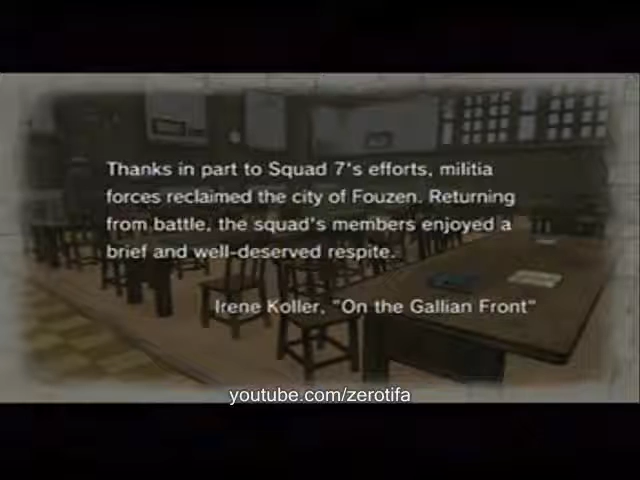 Thanks in part to Squad 7's efforts, militia
forces reclaimed the city of Fouzen. Returning
from battle, the squad's members enjoyed a
brief and well-deserved respite.
Irene Koller, "On the Gallian Front"
youtube.com/zerotifa